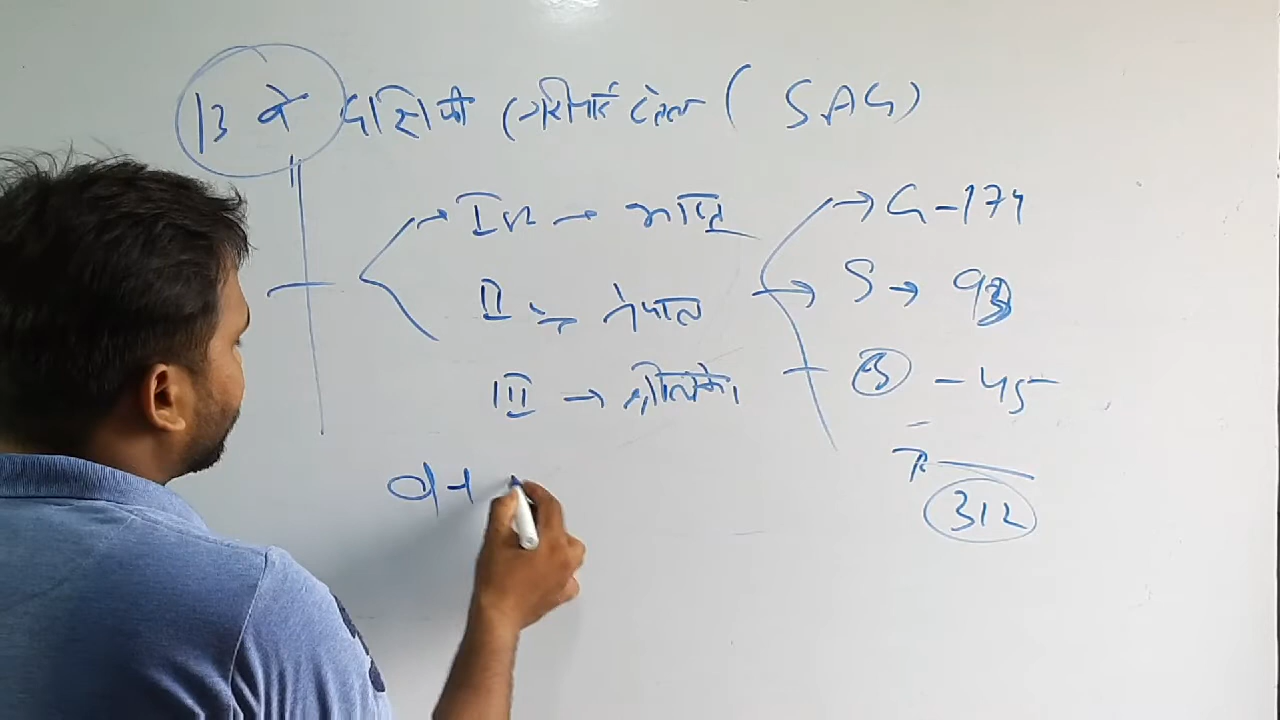 13 वे दक्षिणी एशियाई खेल ( SAG)
I → भारत → G - 174
II → नेपाल → S → 93
III → श्रीलंका B - 45
312